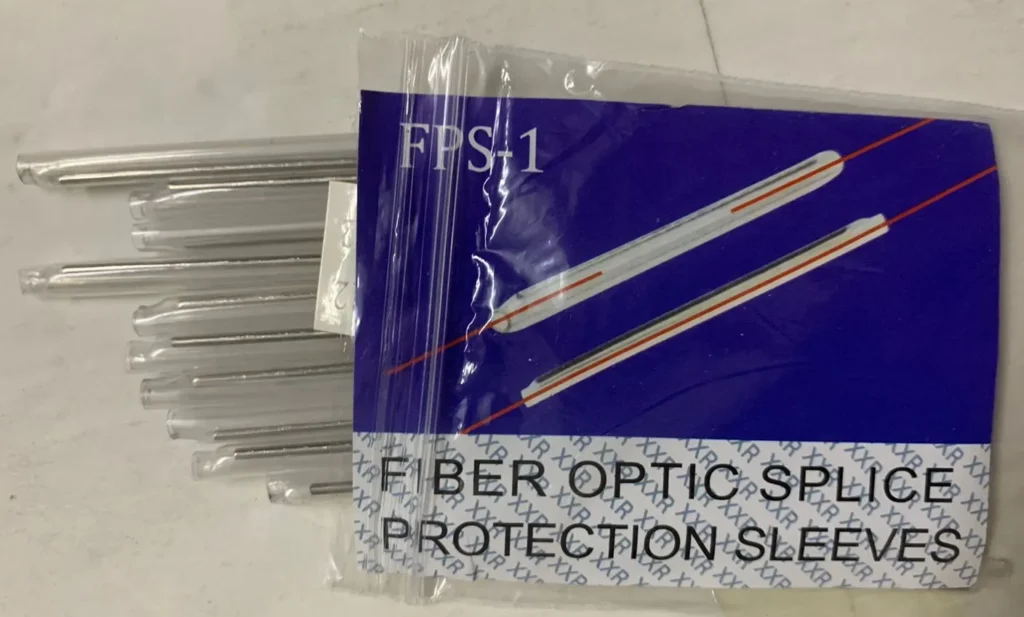 FPS-1
FIBER OPTIC SPLICE
PROTECTION SLEEVES